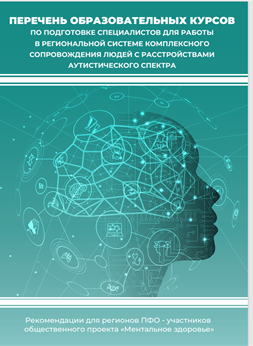 ПЕРЕЧЕНЬ ОБРАЗОВАТЕЛЬНЫХ КУРСОВ
ПО ПОДГОТОВКЕ СПЕЦИАЛИСТОВ ДЛЯ РАБОТЫ
В РЕГИОНАЛЬНОЙ СИСТЕМЕ КОМПЛЕКСНОГО
СОПРОВОЖДЕНИЯ ЛЮДЕЙ С РАССТРОЙСТВАМИ
АУТИСТИЧЕСКОГО СПЕКТРА
Рекомендации для регионов ПФО - участников
общественного проекта «Ментальное здоровье»